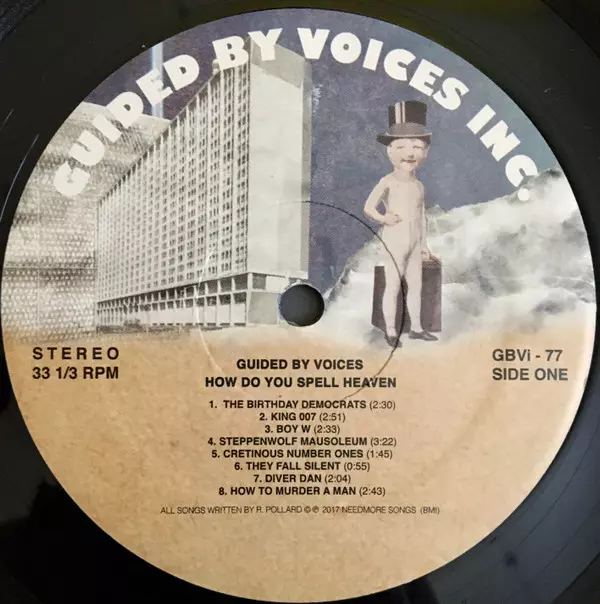 GUIDED BY VOICES INC.
STEREO
33 1/3 RPM
GBVi - 77
SIDE ONE
GUIDED BY VOICES
HOW DO YOU SPELL HEAVEN
1. THE BIRTHDAY DEMOCRATS (2:30)
2. KING 007 (2:51)
3. BOY W (2:33)
4. STEPPENWOLF MAUSOLEUM (3:22)
5. CRETINOUS NUMBER ONES (1:45)
6. THEY FALL SILENT (0:55)
7. DIVER DAN (2:04)
8. HOW TO MURDER A MAN (2:43)
ALL SONGS WRITTEN BY R. POLLARD © ℗ 2017 NEEDMORE SONGS (BMI)